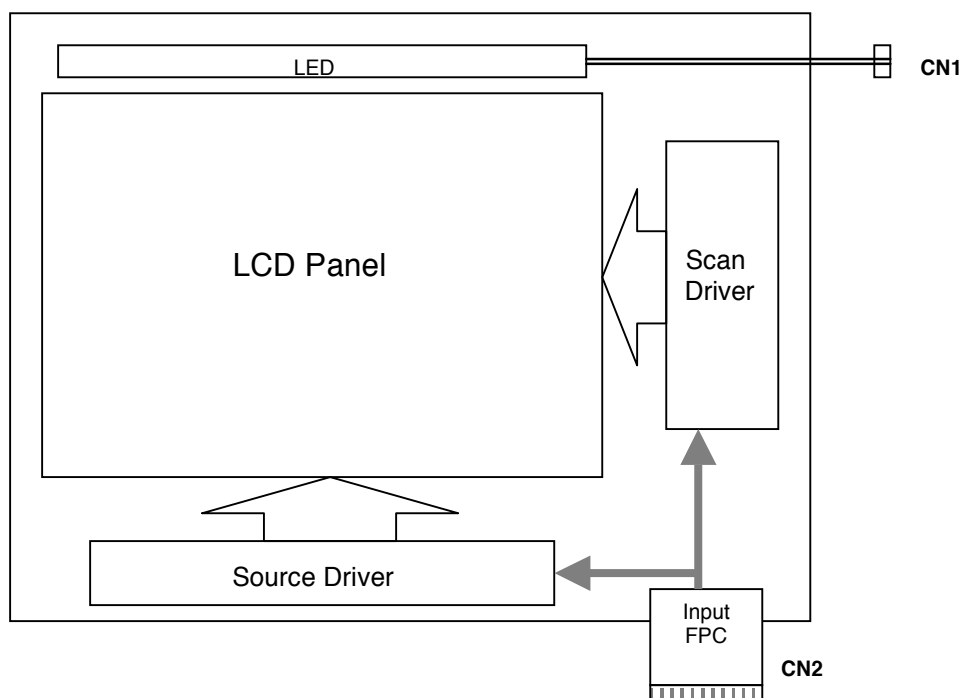 LED
CN1
LCD Panel
Scan
Driver
Source Driver
Input
FPC
CN2